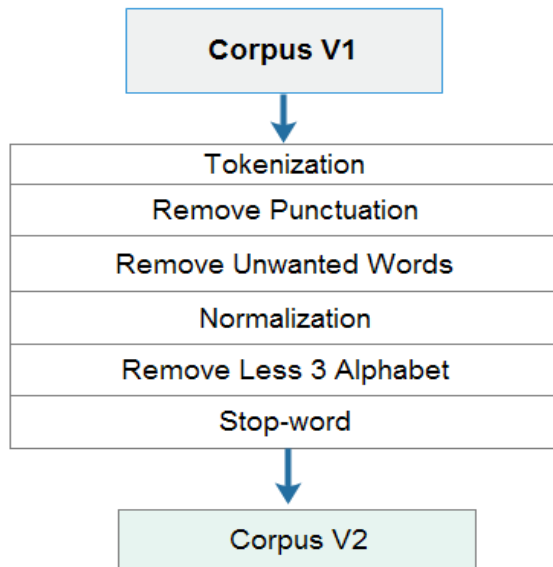 Corpus V1
Tokenization
Remove Punctuation
Remove Unwanted Words
Normalization
Remove Less 3 Alphabet
Stop-word
Corpus V2